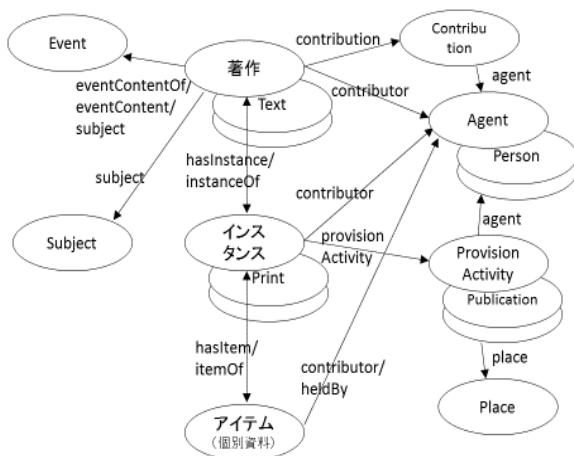 Event
著作
Text
contribution
Contribu
tion
agent
contributor
Agent
Person
eventContentOf/
eventContent/
subject
subject
Subject
hasInstance/
instanceOf
contributor
agent
インス
タンス
Print
provision
Activity
Provision
Activity
Publication
hasItem/
itemOf
contributor/
heldBy
place
Place
アイテム
(個別資料)